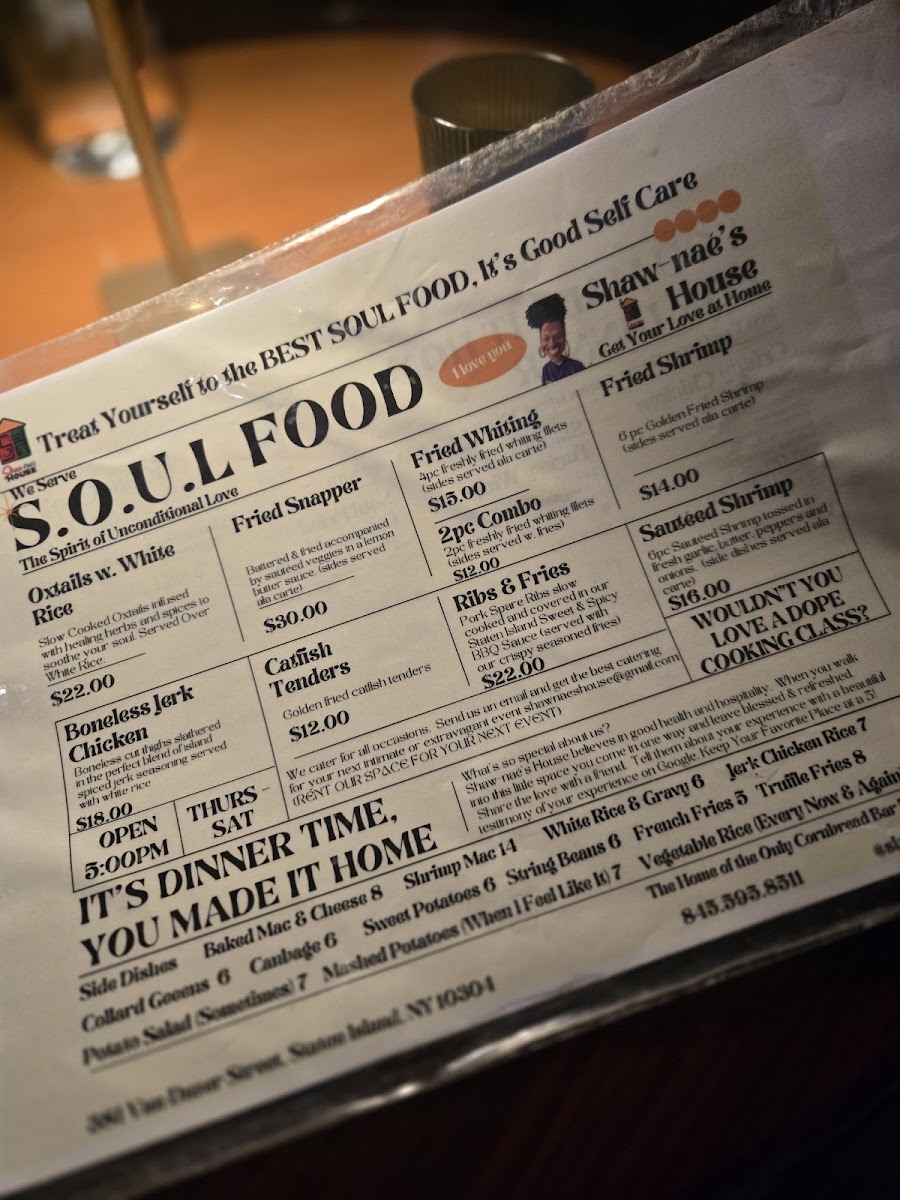 Treat Yourself to the BEST SOUL FOOD, It's Good Self Care
We Serve
S.O.U.L FOOD
The Spirit of Unconditional Love
I love you
Shaw-naé's
House
Get Your Love at Home
HOUSE
Oxtails w. White
Rice
Slow Cooked Oxtails infused
with healing herbs and spices to
soothe your soul. Served Over
White Rice.
$22.00
Fried Snapper
Battered & fried accompanied
by sauteed veggies in a lemon
butter sauce. (sides served
ala carte)
$30.00
Fried Whiting
4pc freshly fried whiting filets
(sides served ala carte)
$15.00
2pc Combo
2pc freshly fried whiting filets
(sides served w. fries)
$12.00
Fried Shrimp
6 pc Golden Fried Shrimp
(sides served ala carte)
$14.00
Boneless Jerk
Chicken
Boneless cut thighs slathered
in the perfect blend of island
spiced jerk seasoning served
with white rice
$18.00
Catfish
Tenders
Golden fried catfish tenders
$12.00
Ribs & Fries
Pork Spare Ribs slow
cooked and covered in our
Staten Island Sweet & Spicy
BBQ Sauce (served with
our crispy seasoned fries)
$22.00
Sautéed Shrimp
6pc Sautéed Shrimp tossed in
fresh garlic, butter, peppers and
onions. (side dishes served ala
carte)
$16.00
WOULDN'T YOU
LOVE A DOPE
COOKING CLASS?
We cater for all occasions. Send us an email and get the best catering
for your next intimate or extravagant event shawnaeshouse@gmail.com
(RENT OUR SPACE FOR YOUR NEXT EVENT)
OPEN
5:00PM
THURS -
SAT
What's so special about us?
Shaw-nae's House believes in good health and hospitality. When you walk
into this little space you come in one way and leave blessed & refreshed.
Share the love with a friend. Tell them about your experience with a beautiful
testimony of your experience on Google. Keep Your Favorite Place at a 5!
IT'S DINNER TIME,
YOU MADE IT HOME
Side Dishes Baked Mac & Cheese 8 Shrimp Mac 14 White Rice & Gravy 6 Jerk Chicken Rice 7
Collard Geeens 6 Canbage 6 Sweet Potatoes 6 String Beans 6 French Fries 5 Truffle Fries 8
Potato Salad (Sometimes) 7 Mashed Potatoes (When I Feel Like It) 7 Vegetable Rice (Every Now & Again)
The Home of the Only Cornbread Bar
381 Van Duzer Street, Staten Island, NY 10304
845.595.8511